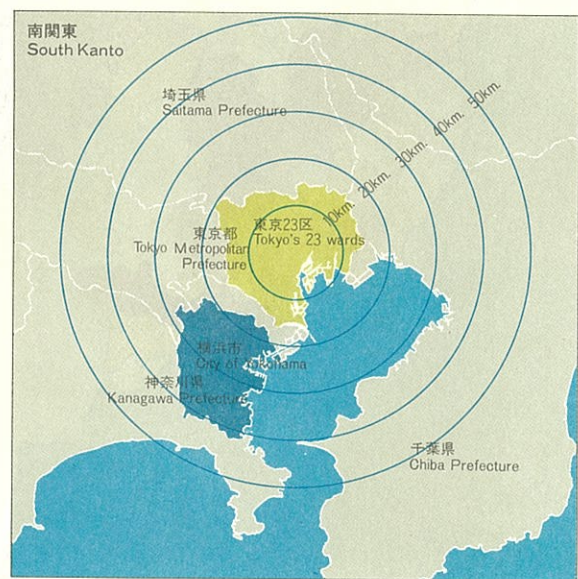 南関東
South Kanto
埼玉県
Saitama Prefecture
10km. 20km. 30km. 40km. 50km.
東京23区
Tokyo's 23 wards
東京都
Tokyo Metropolitan
Prefecture
横浜市
City of Yokohama
神奈川県
Kanagawa Prefecture
千葉県
Chiba Prefecture